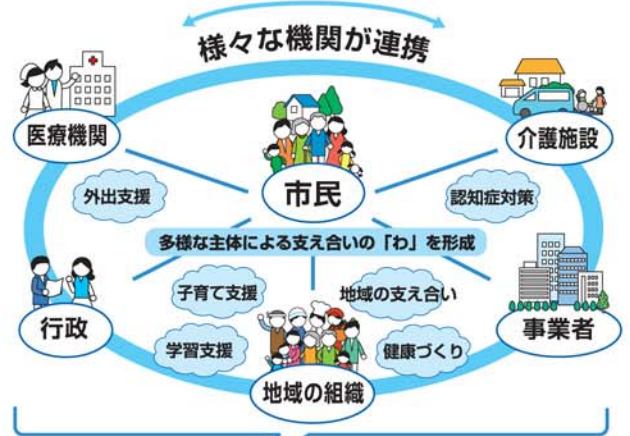 様々な機関が連携
医療機関
介護施設
市民
外出支援
認知症対策
多様な主体による支え合いの「わ」を形成
子育て支援
地域の支え合い
行政
事業者
学習支援
健康づくり
地域の組織